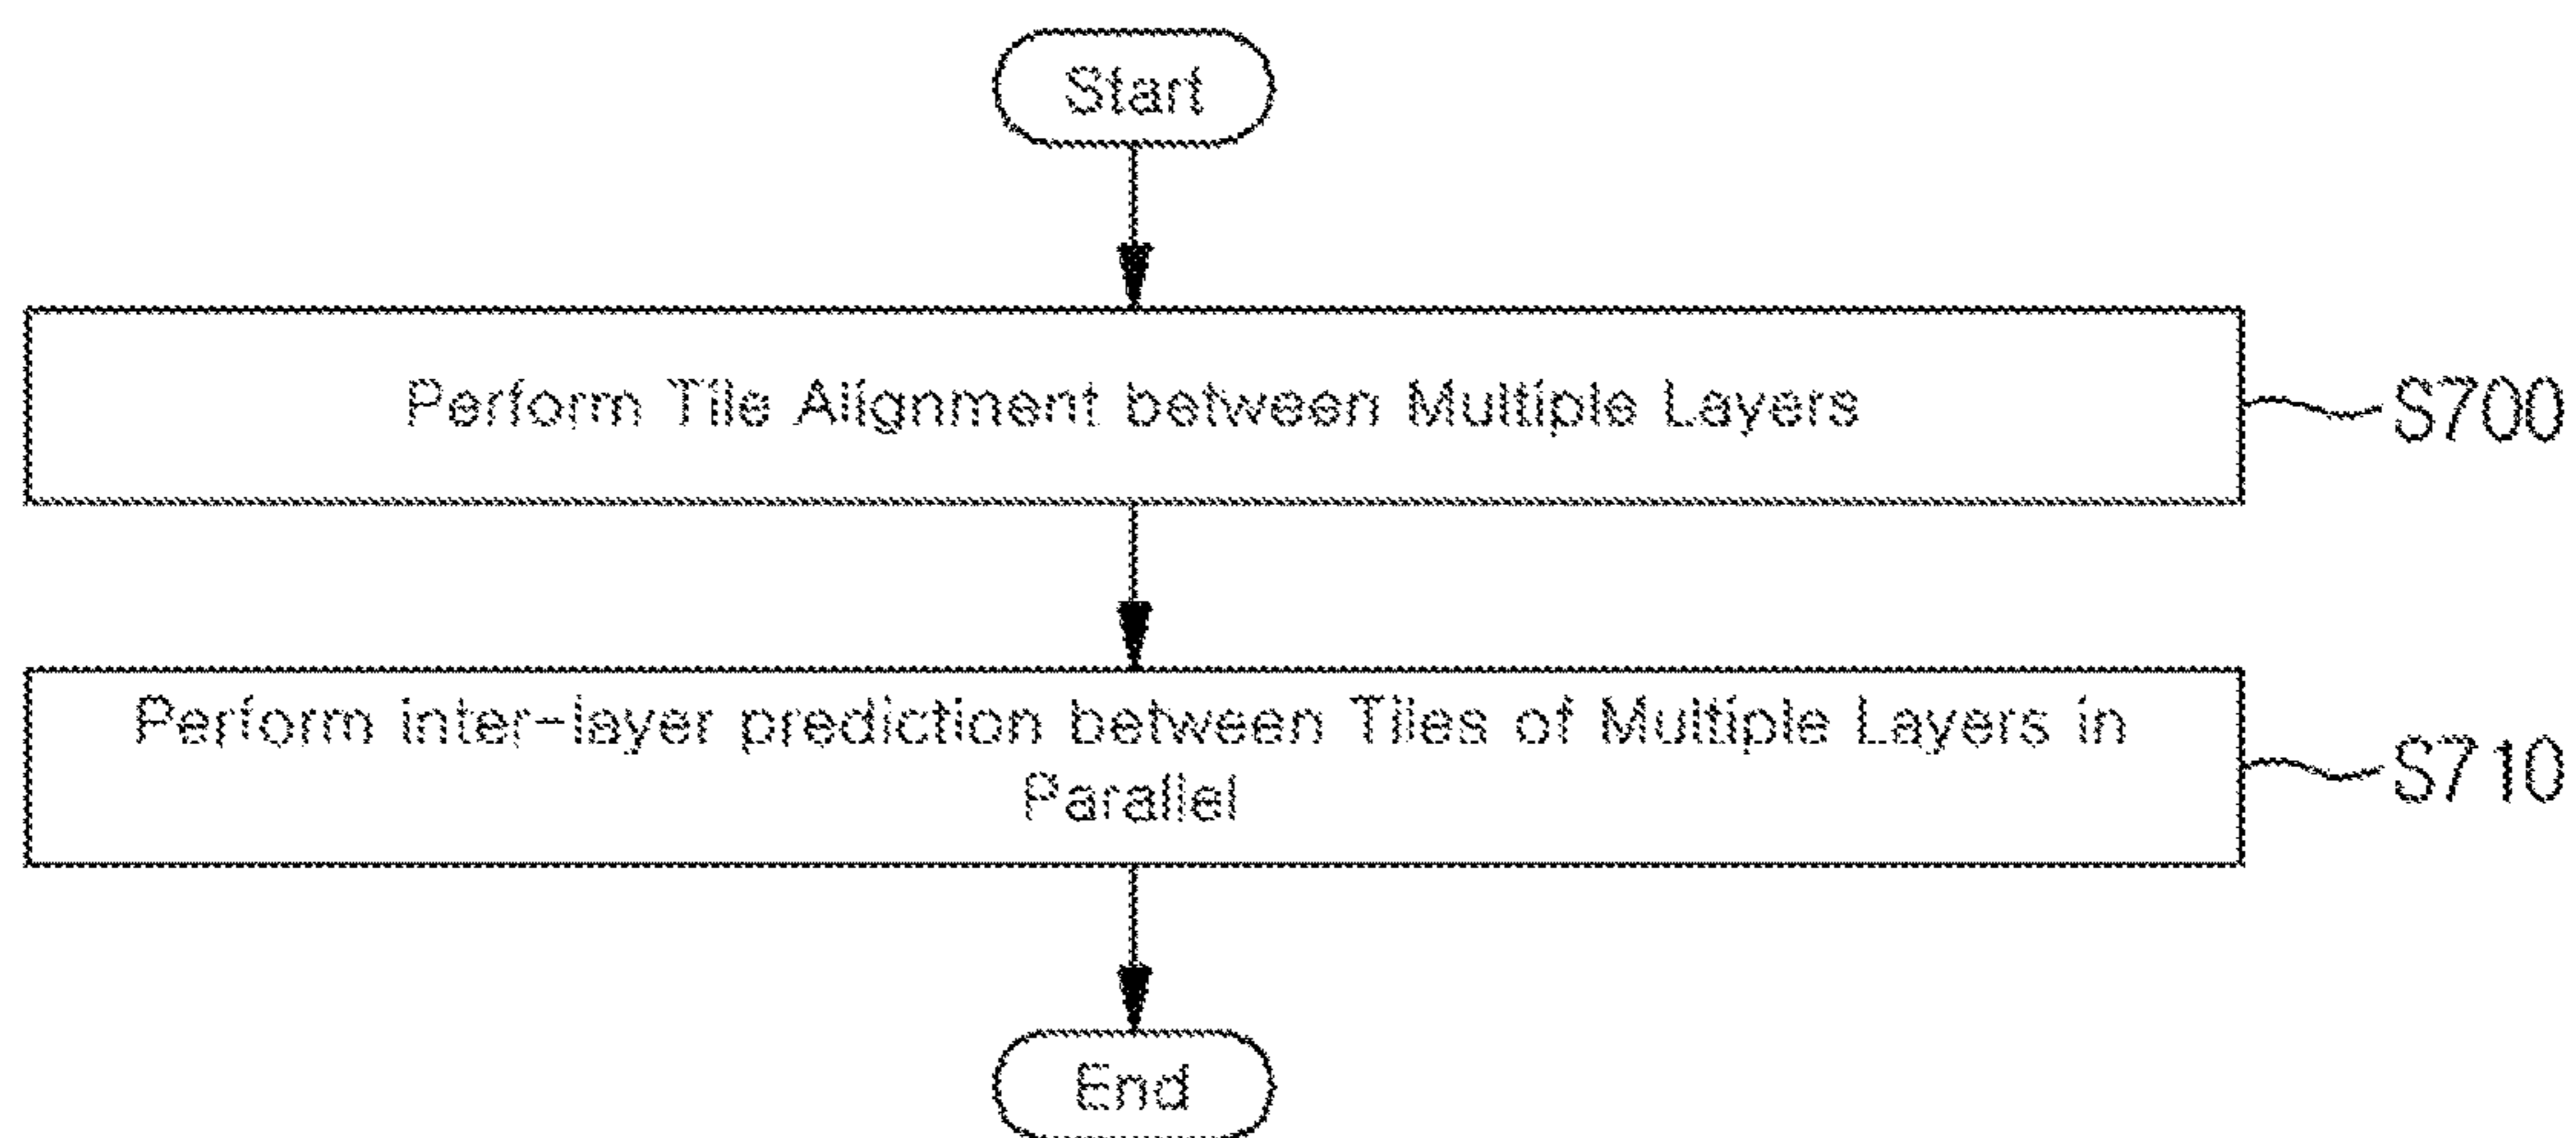 Start
Perform Tile Alignment between Multiple Layers
S700
Perform inter-layer prediction between Tiles of Multiple Layers in
Parallel
S710
End